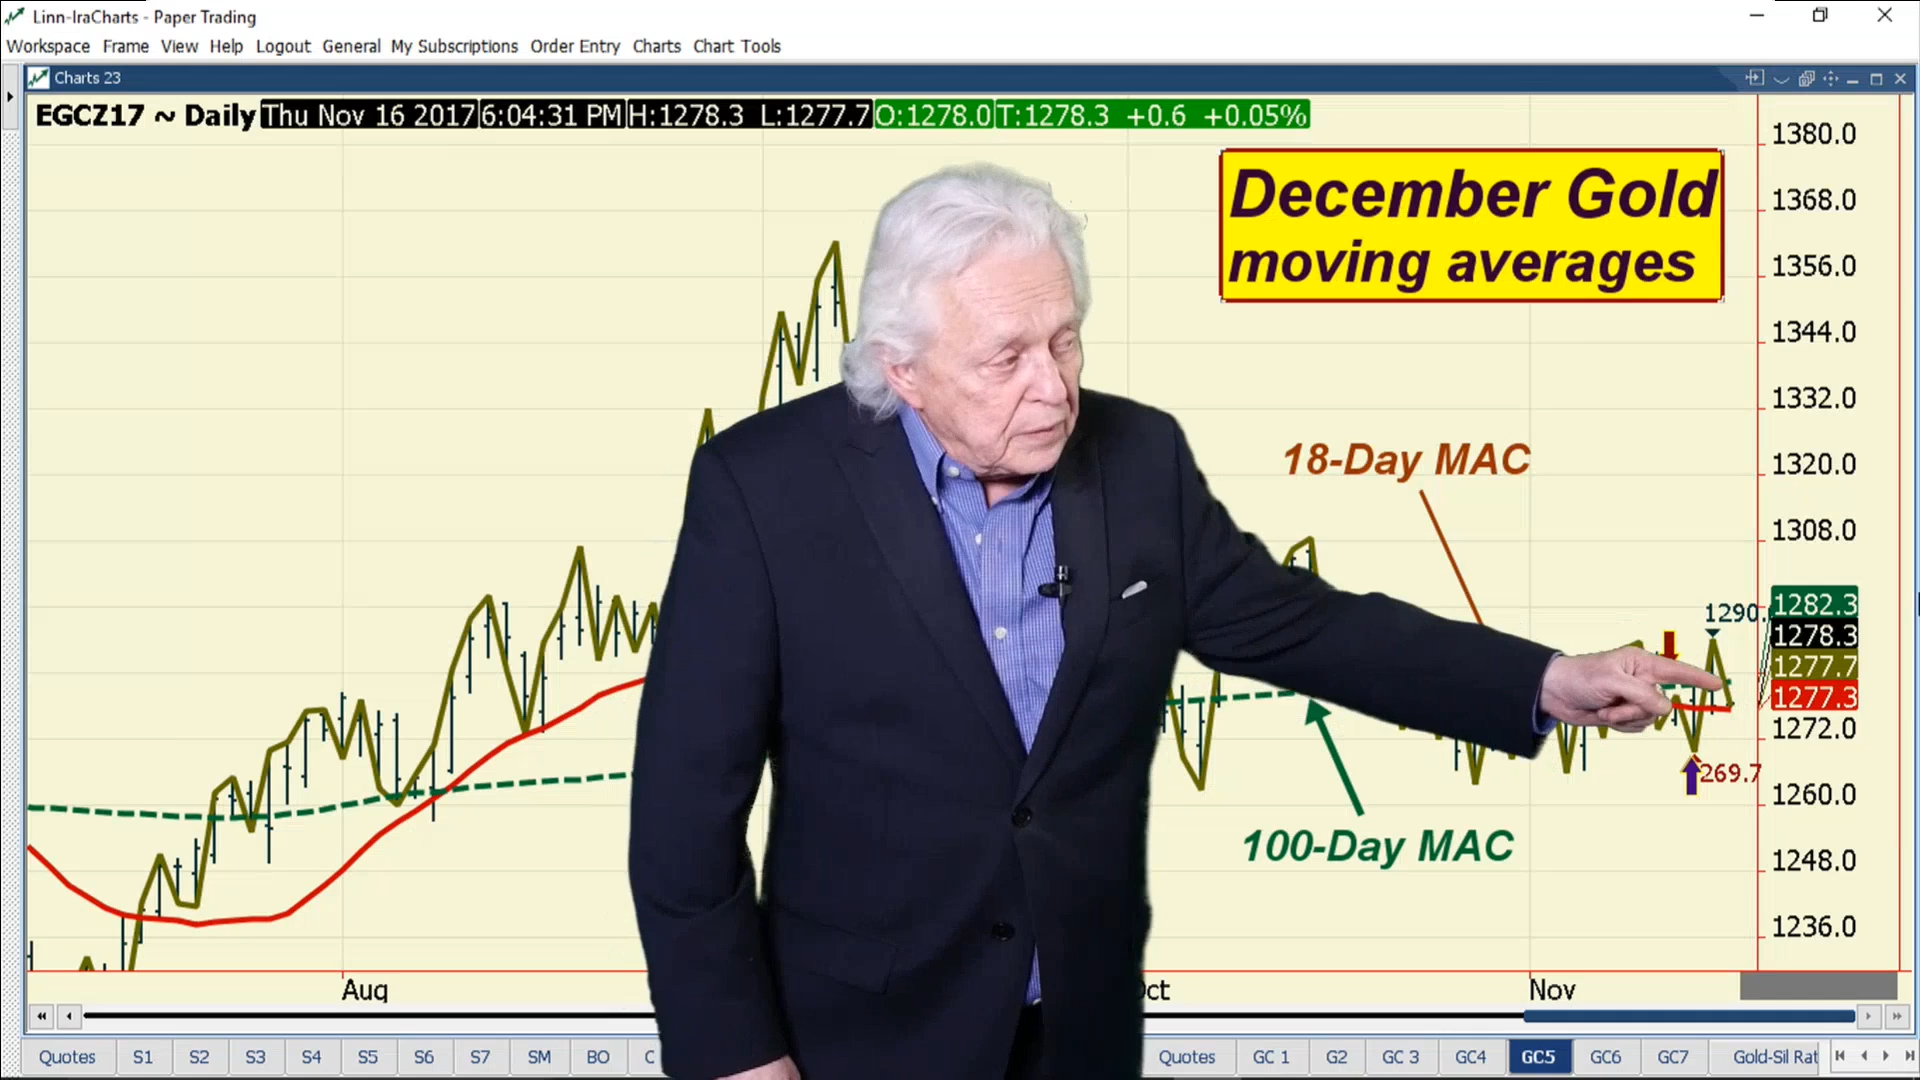 Linn-IraCharts - Paper Trading
Workspace Frame View Help Logout General My Subscriptions Order Entry Charts Chart Tools
Charts 23
EGCZ17 ~ Daily Thu Nov 16 2017 6:04:31 PM H:1278.3 L:1277.7 O:1278.0 T:1278.3 +0.6 +0.05%
1380.0
December Gold
moving averages
1368.0
1356.0
1344.0
1332.0
18-Day MAC
1320.0
1308.0
1290.
1282.3
1278.3
1277.7
1277.3
1272.0
269.7
1260.0
100-Day MAC
1248.0
1236.0
Aug
Oct
Nov
Quotes S1 S2 S3 S4 S5 S6 S7 SM BO C Quotes GC 1 G2 GC 3 GC4 GC5 GC6 GC7 Gold-Sil Rat